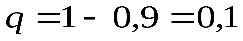 q = 1 - 0,9 = 0,1